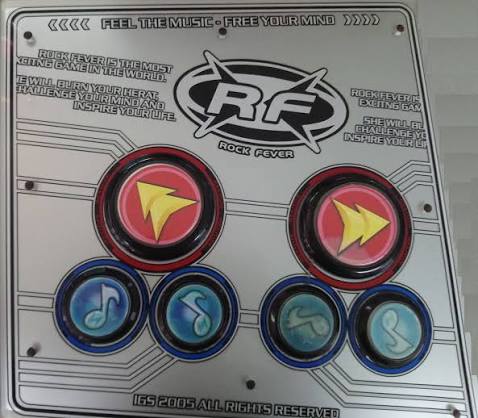 <<<< FEEL THE MUSIC - FREE YOUR MIND >>>>
ROCK FEVER IS THE MOST
EXCITING GAME IN THE WORLD.
HE WILL BURN YOUR HERAT,
CHALLENGE YOUR MIND AND
INSPIRE YOUR LIFE.
RF
ROCK FEVER
ROCK FEVER I
EXCITING GAM
SHE WILL BU
CHALLENGE YO
INSPIRE YOUR LI
IGS 2005 ALL RIGHTS RESERVED